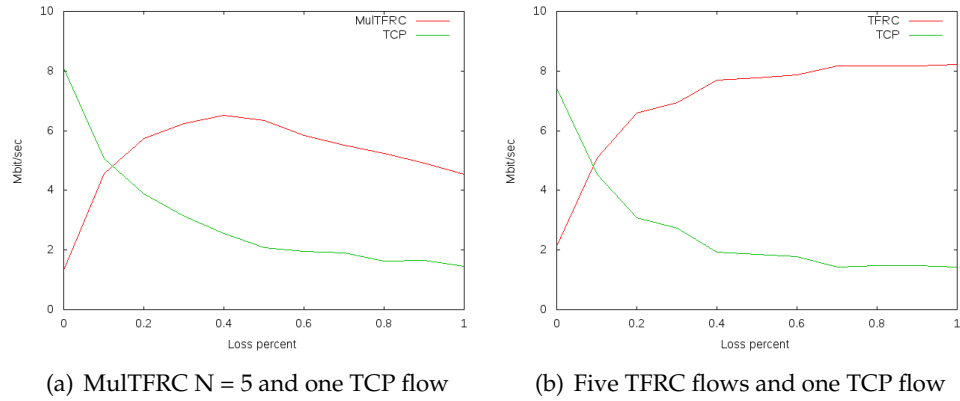 MulTFRC
TCP
Mbit/sec
10
8
6
4
2
0
0 0.2 0.4 0.6 0.8 1
Loss percent
(a) MulTFRC N = 5 and one TCP flow
TFRC
TCP
Mbit/sec
10
8
6
4
2
0
0 0.2 0.4 0.6 0.8 1
Loss percent
(b) Five TFRC flows and one TCP flow